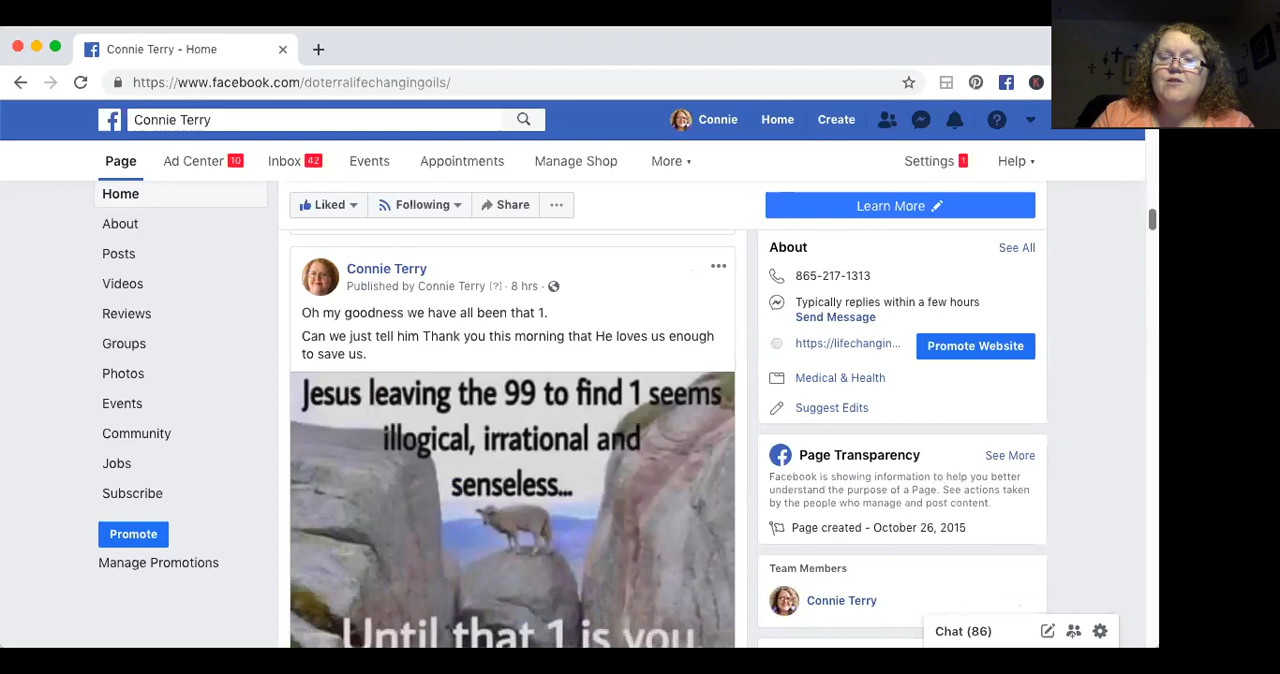 Connie Terry - Home
https://www.facebook.com/doterralifechangingoils/
Connie Terry
Connie
Home
Create
Page
Ad Center 10
Inbox 42
Events
Appointments
Manage Shop
More
Settings 1
Help
Home
About
Posts
Videos
Reviews
Groups
Photos
Events
Community
Jobs
Subscribe
Promote
Manage Promotions
Liked
Following
Share
Learn More
Connie Terry
Published by Connie Terry [?] · 8 hrs ·
Oh my goodness we have all been that 1.
Can we just tell him Thank you this morning that He loves us enough
to save us.
Jesus leaving the 99 to find 1 seems
illogical, irrational and
senseless...
Until that 1 is you
About
See All
865-217-1313
Typically replies within a few hours
Send Message
https://lifechangin...
Promote Website
Medical & Health
Suggest Edits
Page Transparency
See More
Facebook is showing information to help you better
understand the purpose of a Page. See actions taken
by the people who manage and post content.
Page created - October 26, 2015
Team Members
Connie Terry
Chat (86)